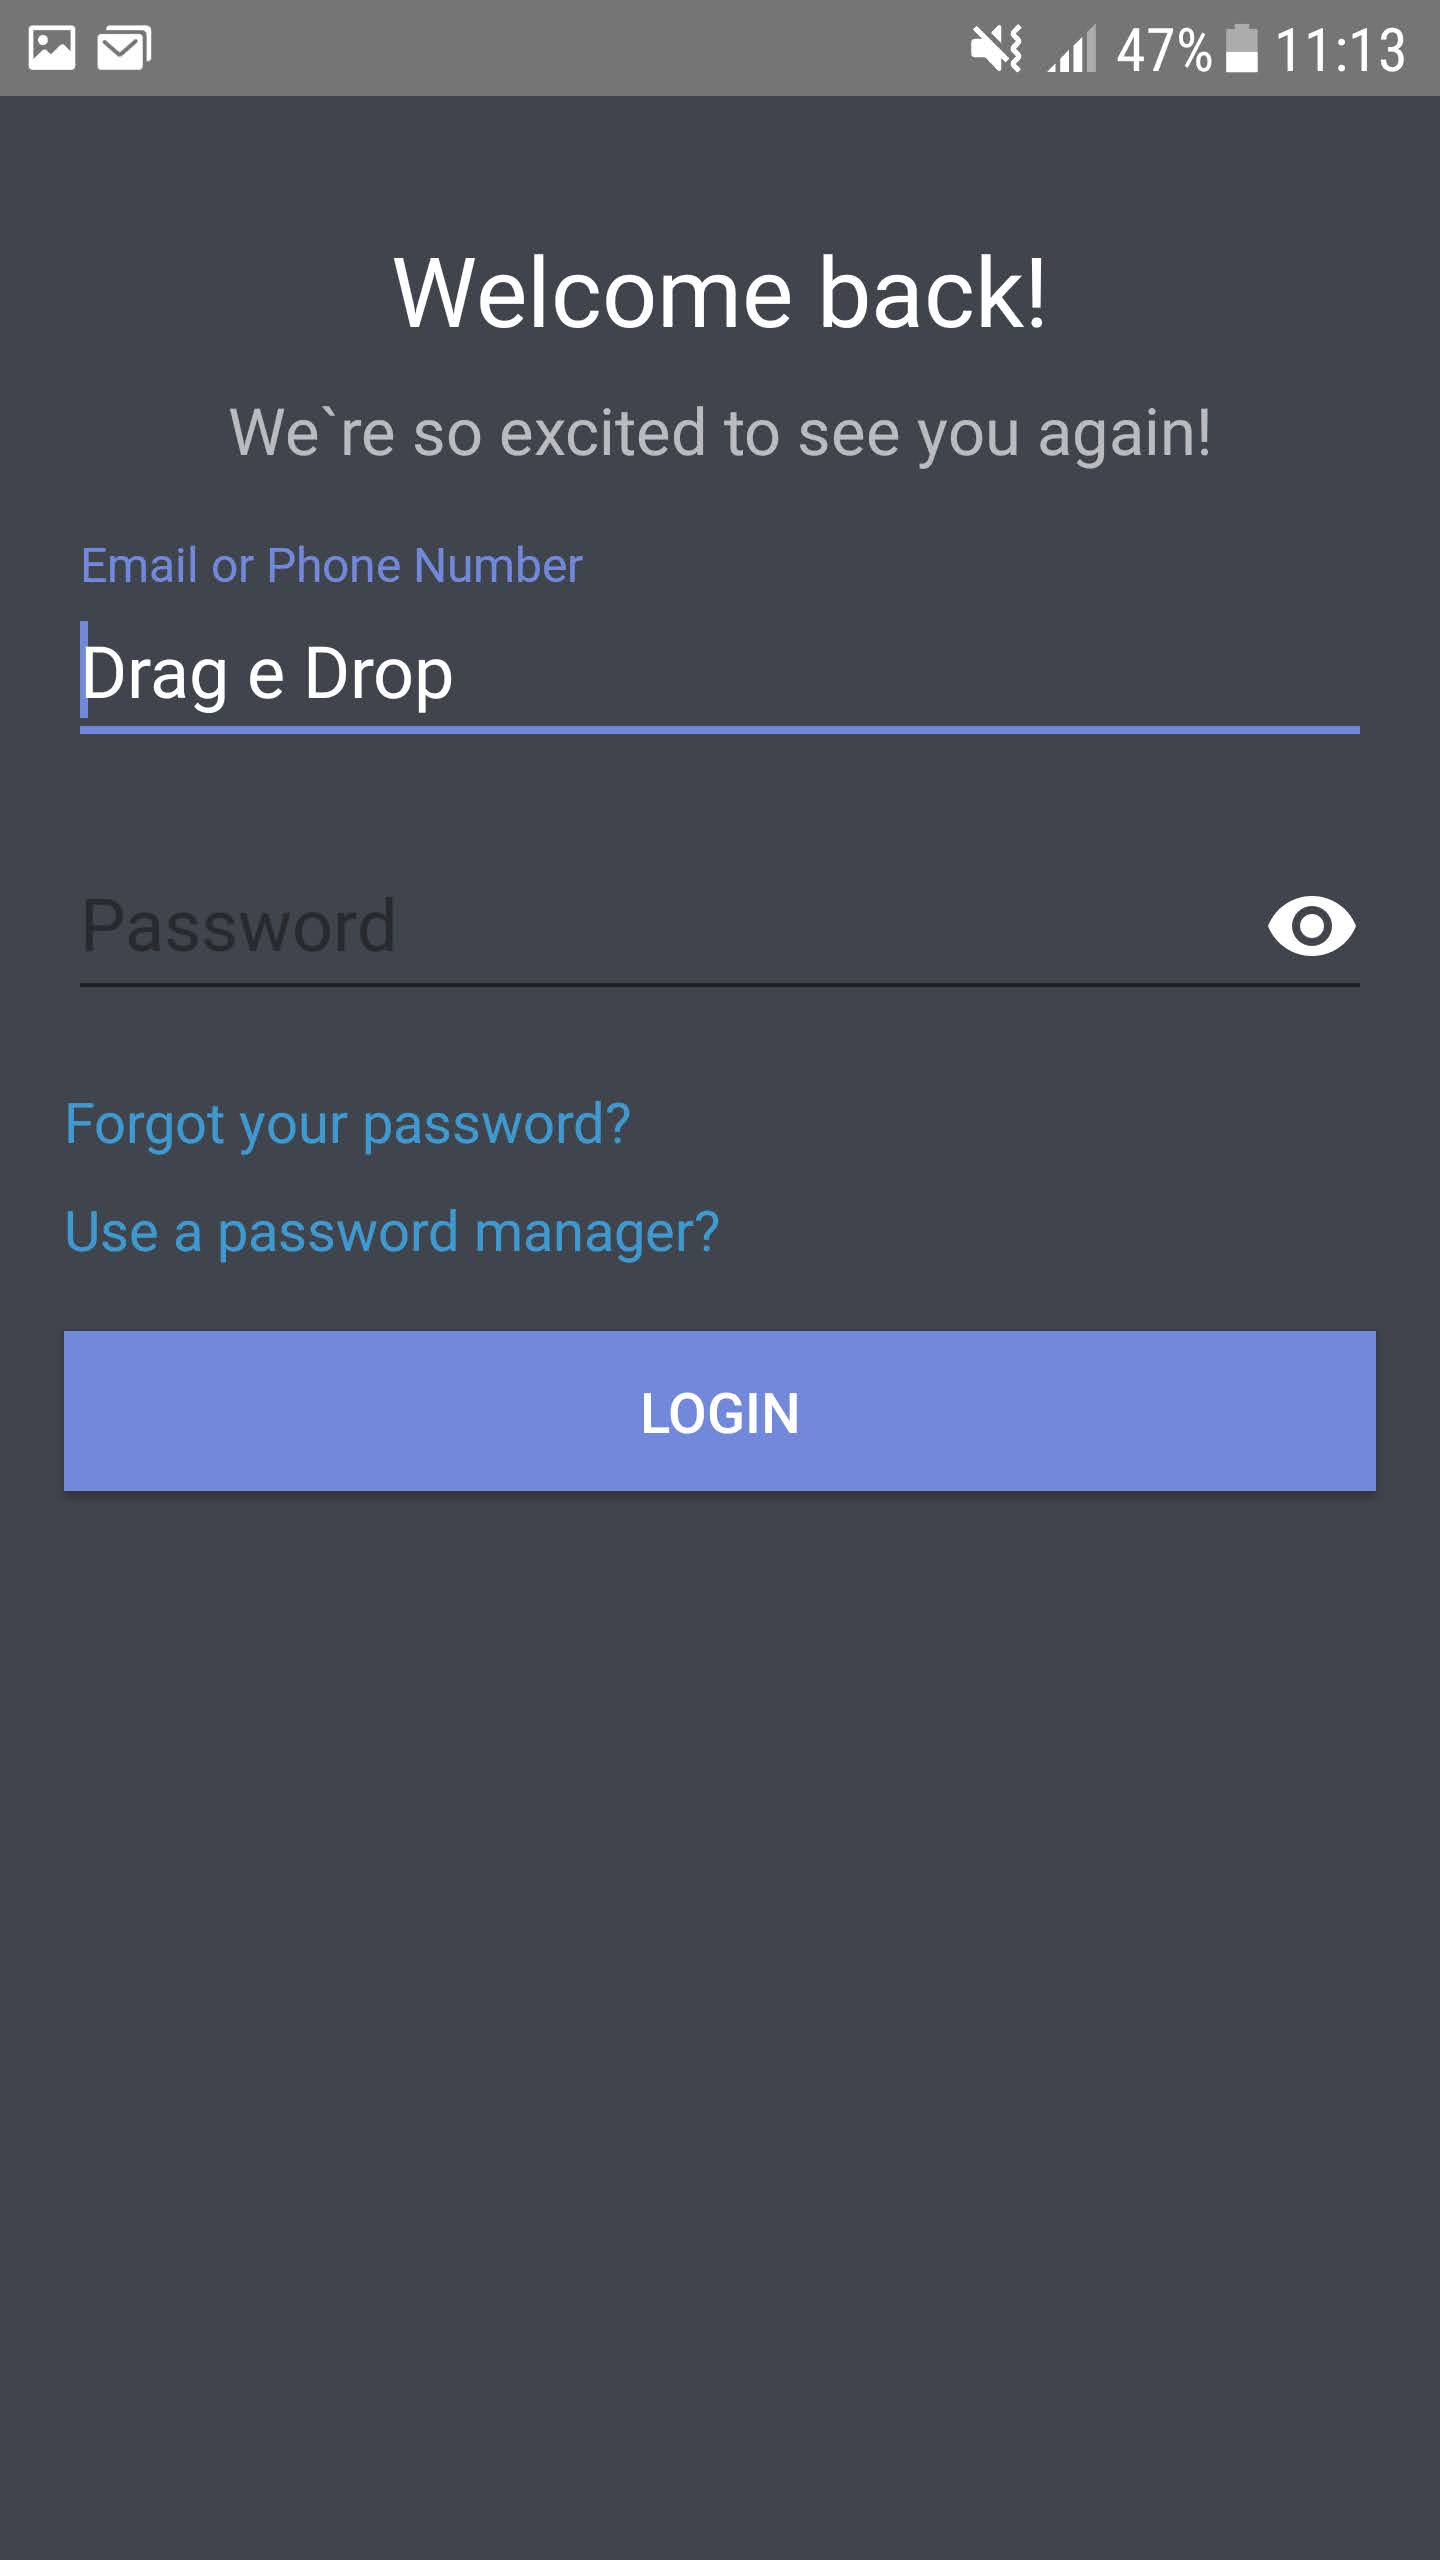 47% 11:13
Welcome back!
We`re so excited to see you again!
Email or Phone Number
Drag e Drop
Password
Forgot your password?
Use a password manager?
LOGIN